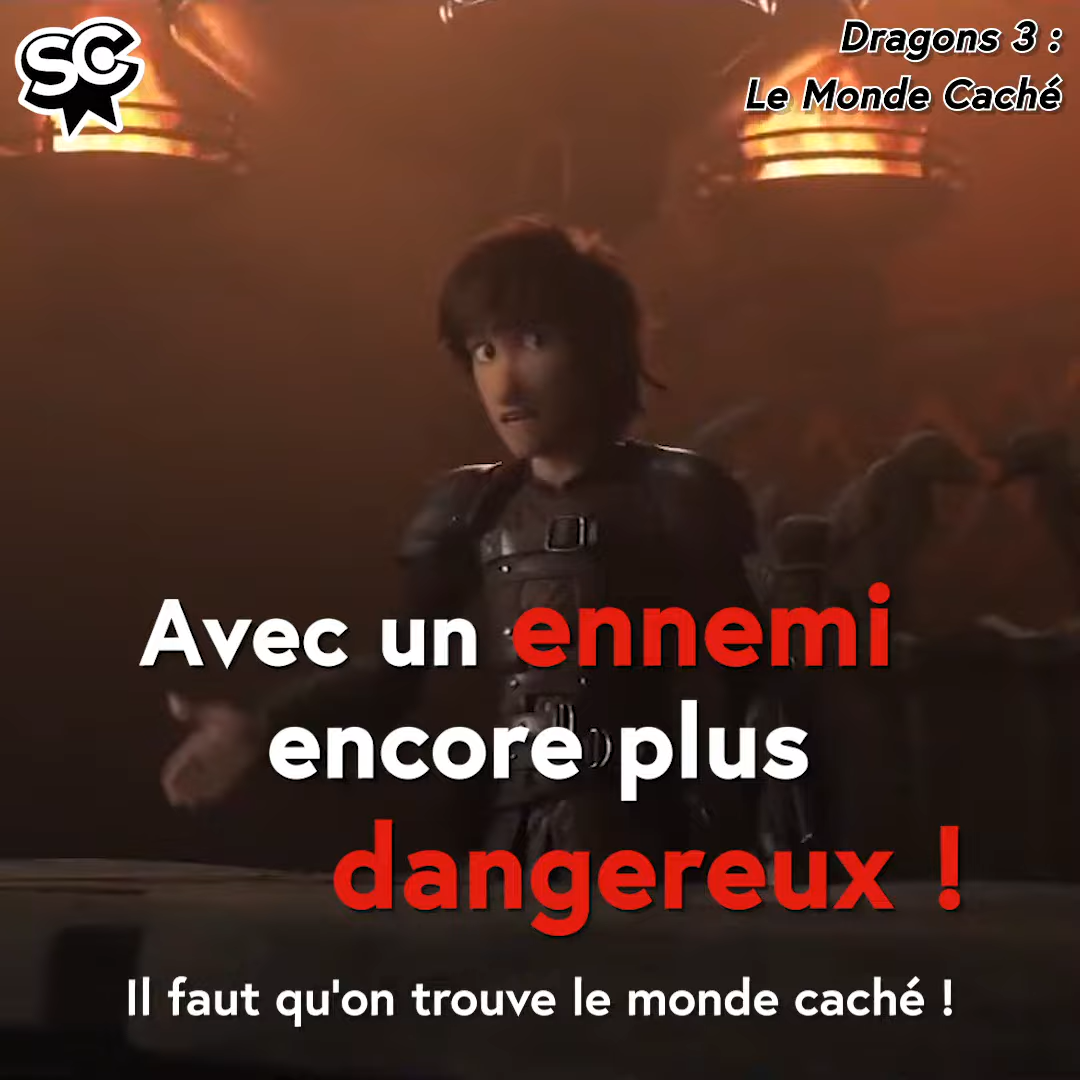 SC
Dragons 3 :
Le Monde Caché
Avec un ennemi
encore plus
dangereux !
Il faut qu'on trouve le monde caché !